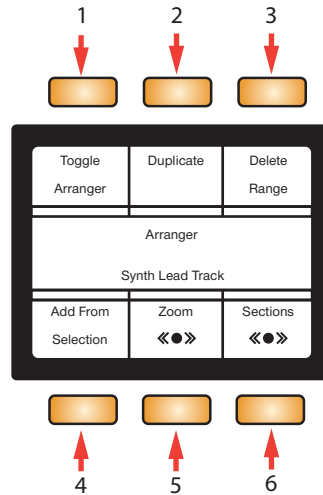 1 2 3
Toggle Duplicate Delete
Arranger Range
Arranger
Synth Lead Track
Add From Zoom Sections
Selection
4 5 6